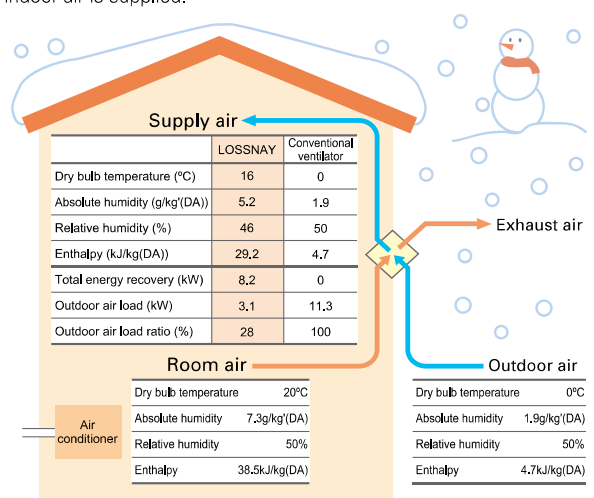 indoor air is supplied.
Supply air
LOSSNAY Conventional ventilator
Dry bulb temperature (ºC) 16 0
Absolute humidity (g/kg'(DA)) 5.2 1.9
Relative humidity (%) 46 50
Enthalpy (kJ/kg(DA)) 29.2 4.7
Total energy recovery (kW) 8.2 0
Outdoor air load (kW) 3.1 11.3
Outdoor air load ratio (%) 28 100
Exhaust air
Room air
Dry bulb temperature 20ºC
Absolute humidity 7.3g/kg'(DA)
Relative humidity 50%
Enthalpy 38.5kJ/kg(DA)
Outdoor air
Dry bulb temperature 0ºC
Absolute humidity 1.9g/kg'(DA)
Relative humidity 50%
Enthalpy 4.7kJ/kg(DA)
Air
conditioner